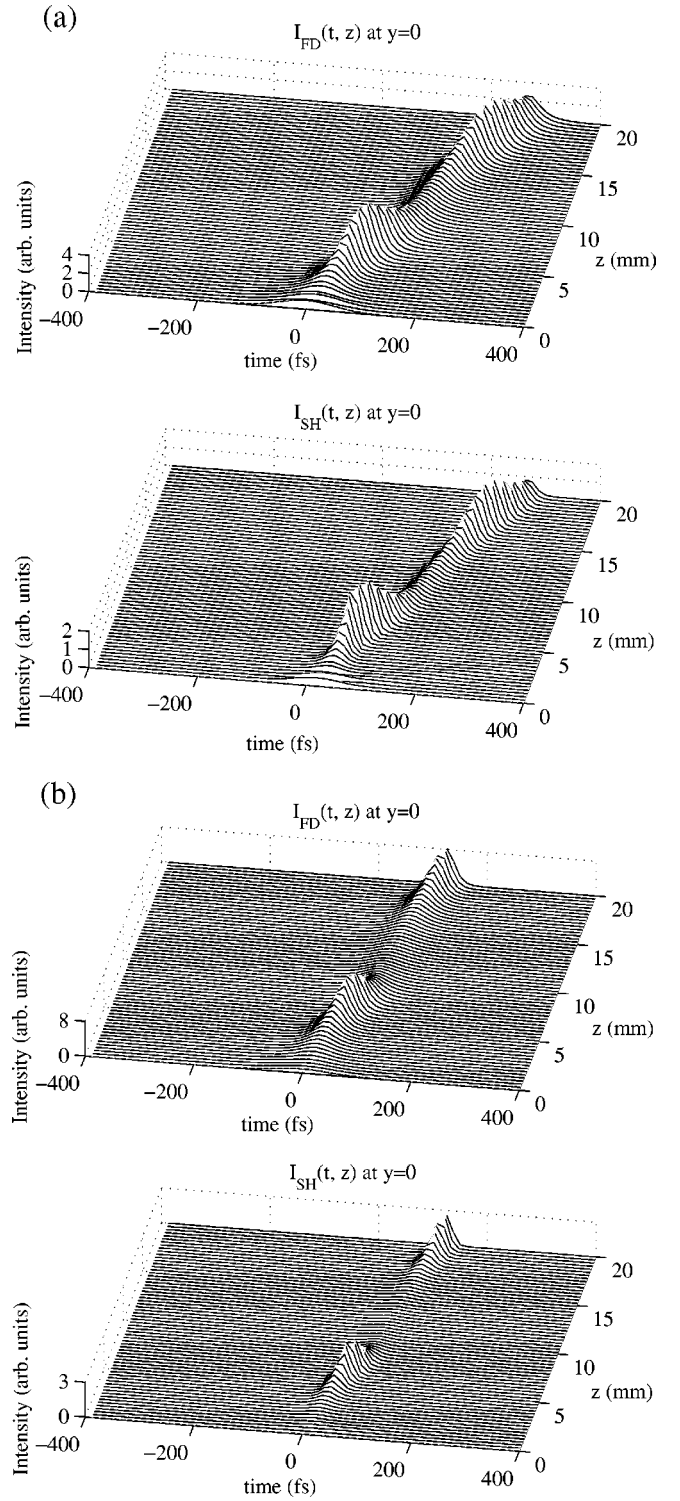 (a)
I_FD(t, z) at y=0
Intensity (arb. units)
4
2
0
−400
−200
0
200
400
time (fs)
0
5
10
15
20
z (mm)
I_SH(t, z) at y=0
Intensity (arb. units)
2
1
0
−400
−200
0
200
400
time (fs)
0
5
10
15
20
z (mm)
(b)
I_FD(t, z) at y=0
Intensity (arb. units)
8
0
−400
−200
0
200
400
time (fs)
0
5
10
15
20
z (mm)
I_SH(t, z) at y=0
Intensity (arb. units)
3
0
−400
−200
0
200
400
time (fs)
0
5
10
15
20
z (mm)